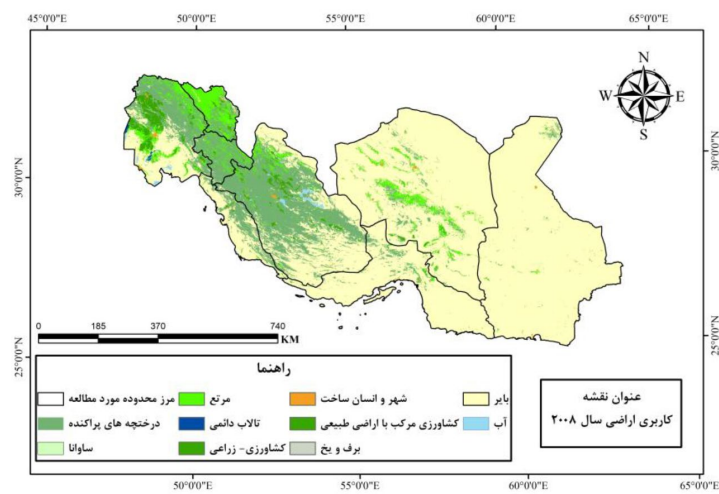 45°0'0"E 50°0'0"E 55°0'0"E 60°0'0"E 65°0'0"E
N
W E
S
30°0'0"N
30°0'0"N
25°0'0"N
25°0'0"N
0 185 370 740
KM
راهنما
مرز محدوده مورد مطالعه
درختچه های پراکنده
ساوانا
مرتع
تالاب دائمی
کشاورزی- زراعی
شهر و انسان ساخت
کشاورزی مرکب با اراضی طبیعی
برف و یخ
بایر
آب
عنوان نقشه
کاربری اراضی سال ۲۰۰۸
50°0'0"E 55°0'0"E 60°0'0"E 65°0'0"E